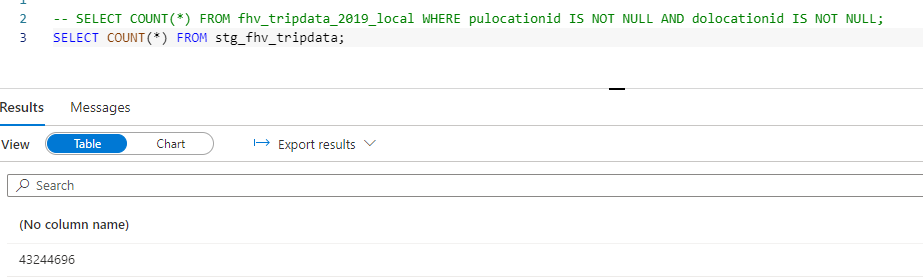 2 -- SELECT COUNT(*) FROM fhv_tripdata_2019_local WHERE pulocationid IS NOT NULL AND dolocationid IS NOT NULL;
3 SELECT COUNT(*) FROM stg_fhv_tripdata;
Results Messages
View Table Chart Export results
Search
(No column name)
43244696